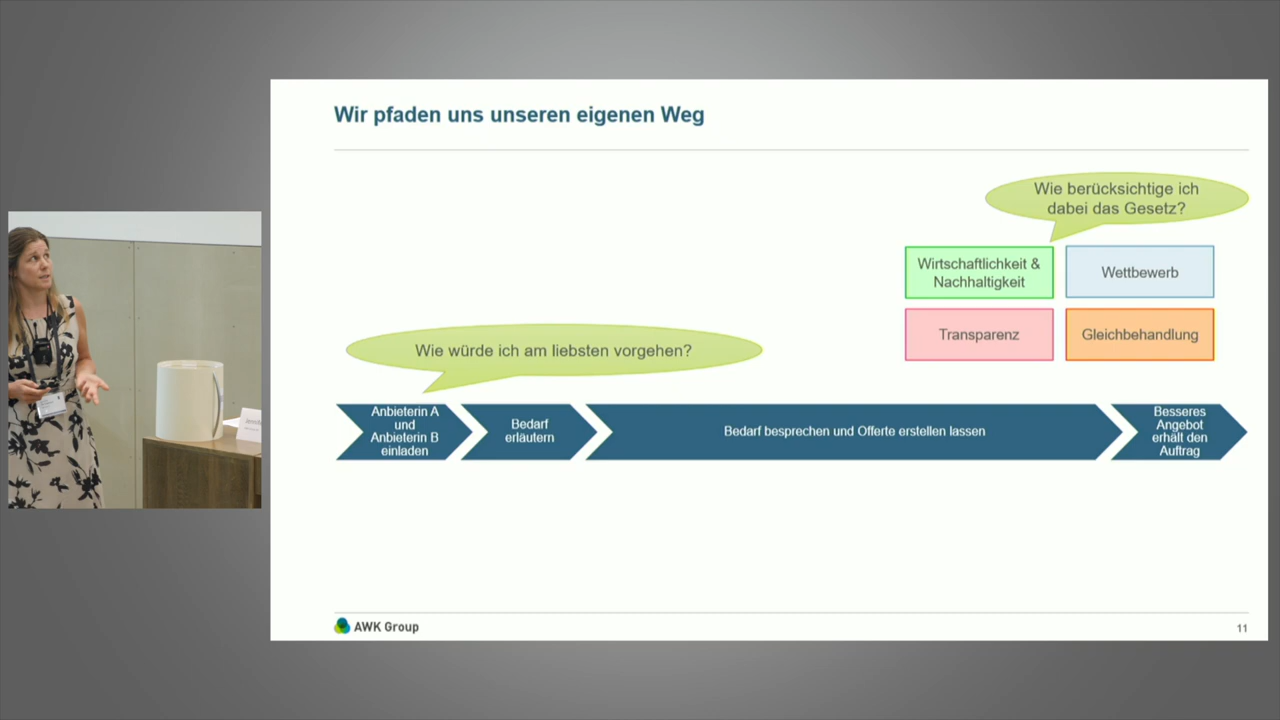 Wir pfaden uns unseren eigenen Weg
Wie berücksichtige ich
dabei das Gesetz?
Wirtschaftlichkeit &
Nachhaltigkeit
Wettbewerb
Transparenz
Gleichbehandlung
Wie würde ich am liebsten vorgehen?
Anbieterin A
und
Anbieterin B
einladen
Bedarf
erläutern
Bedarf besprechen und Offerte erstellen lassen
Besseres
Angebot
erhält den
Auftrag
AWK Group
11